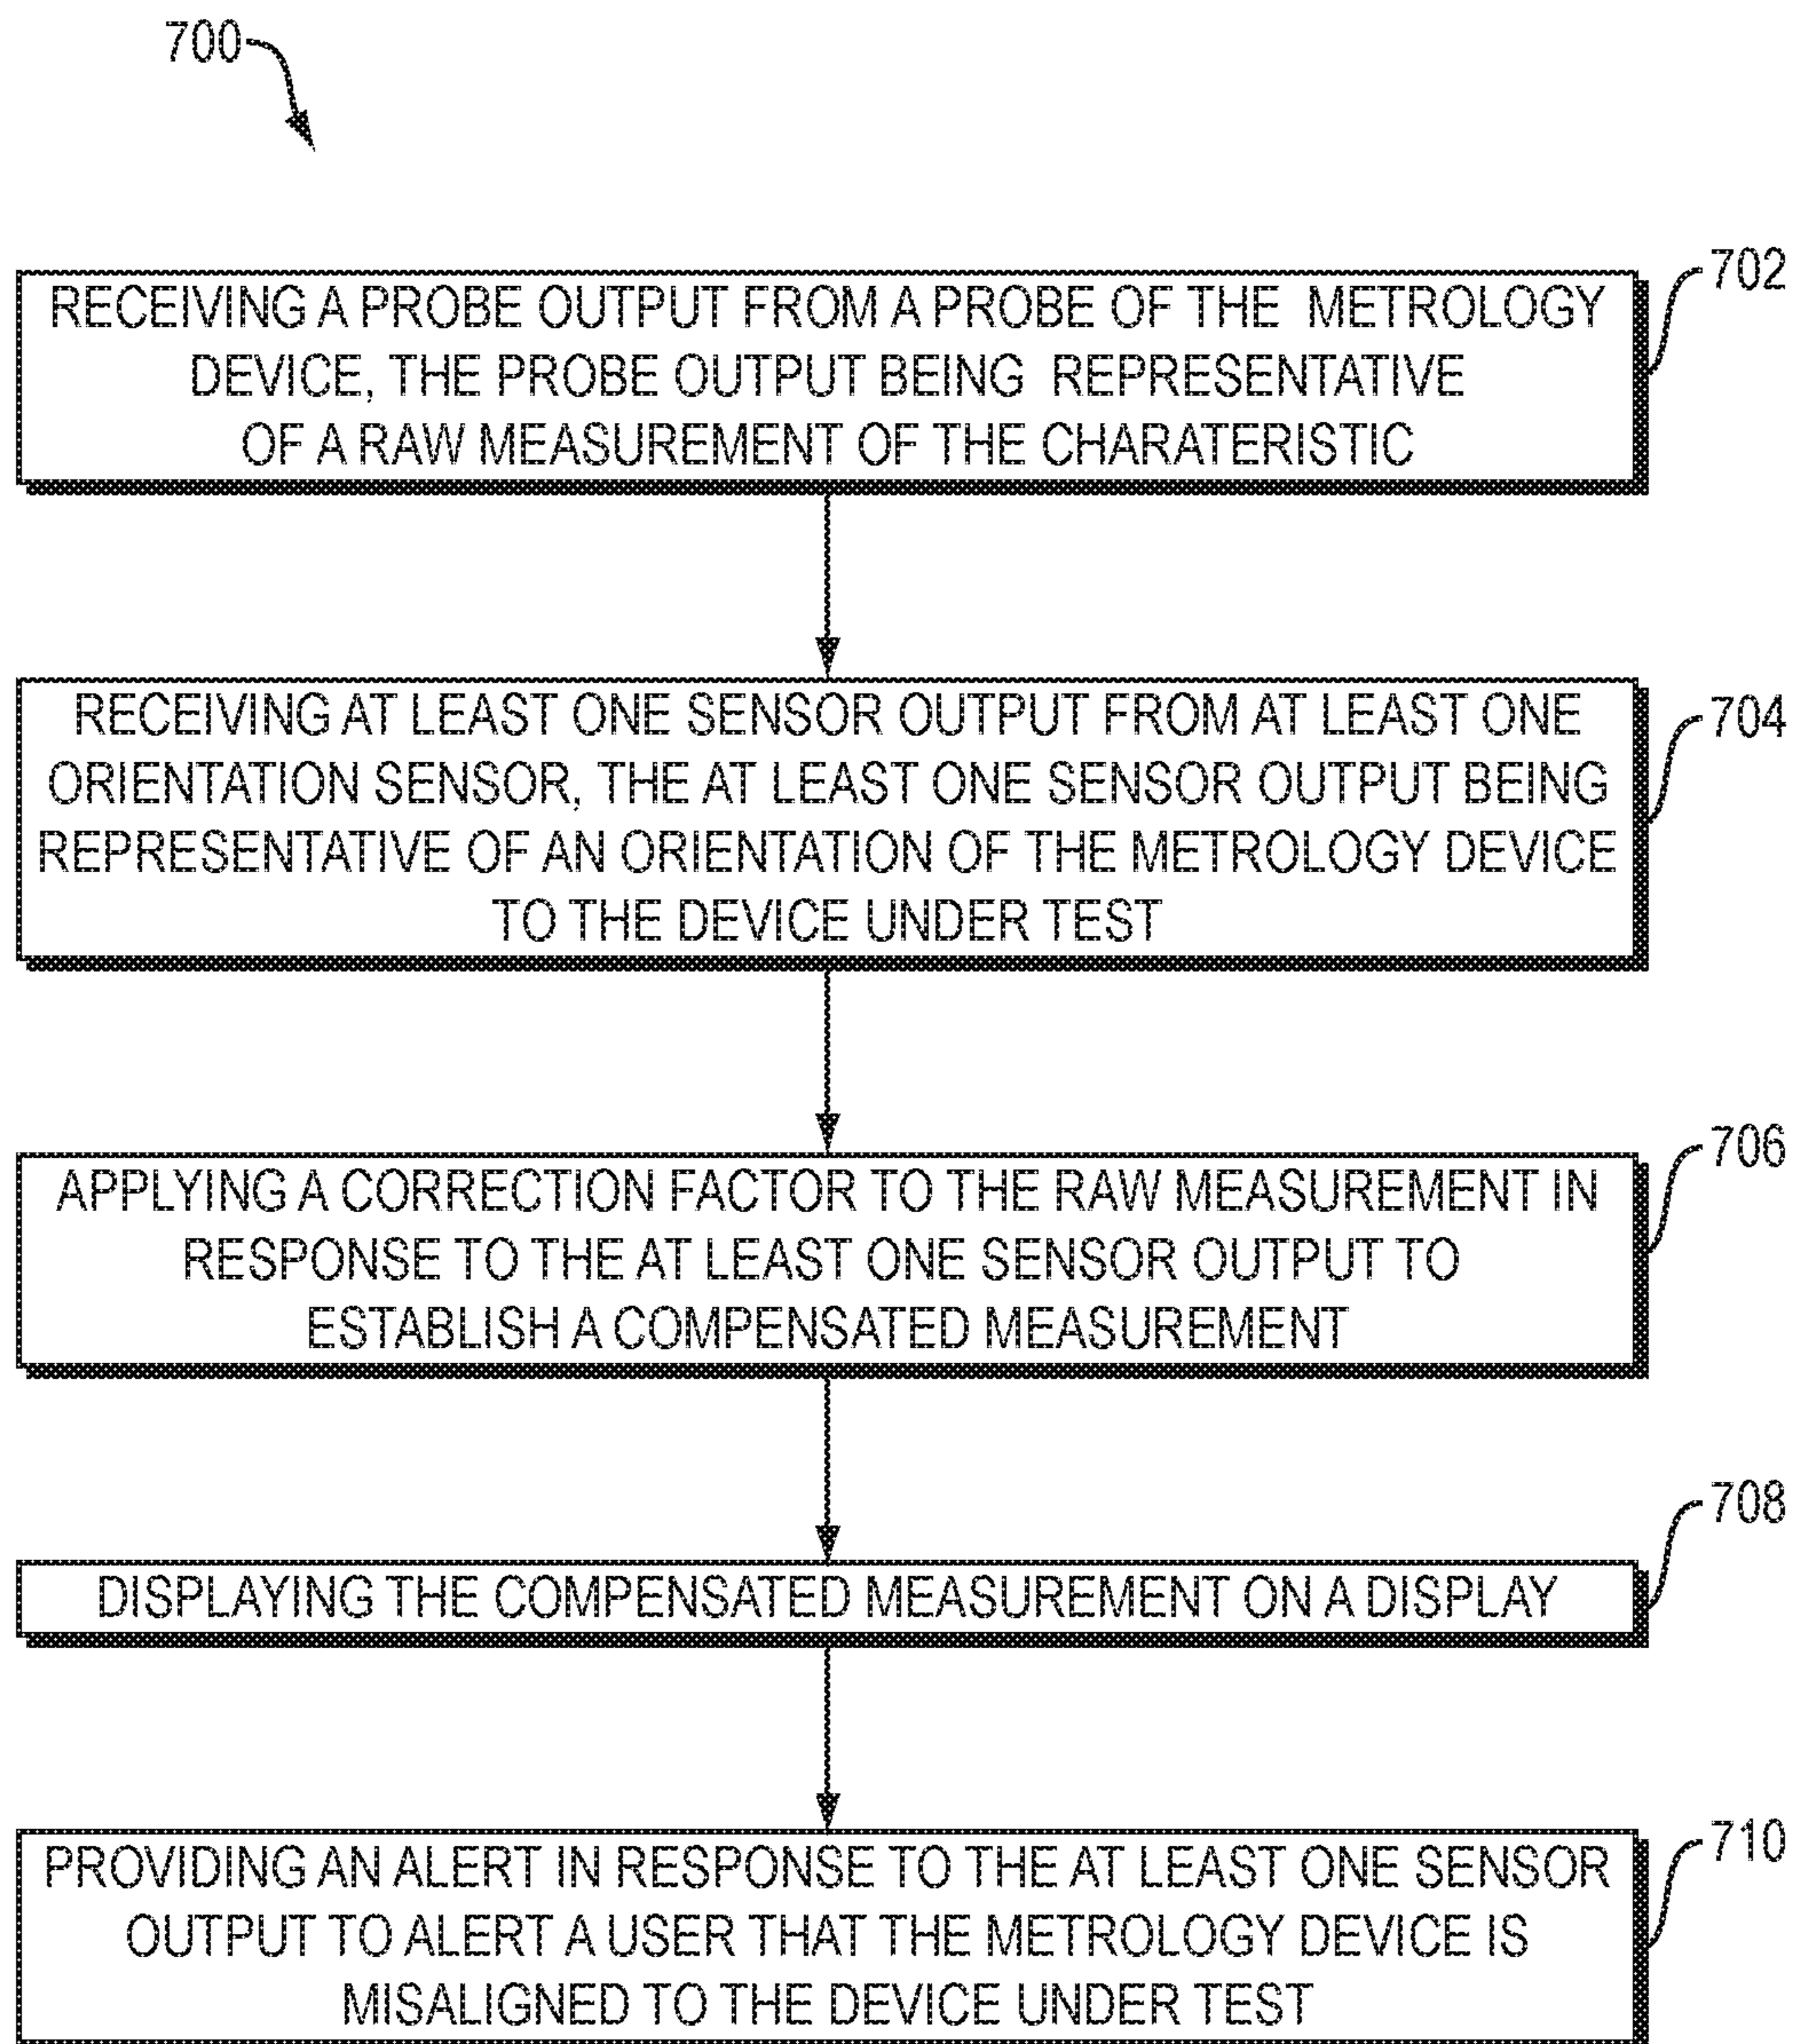 700
702
RECEIVING A PROBE OUTPUT FROM A PROBE OF THE METROLOGY
DEVICE, THE PROBE OUTPUT BEING REPRESENTATIVE
OF A RAW MEASUREMENT OF THE CHARATERISTIC
704
RECEIVING AT LEAST ONE SENSOR OUTPUT FROM AT LEAST ONE
ORIENTATION SENSOR, THE AT LEAST ONE SENSOR OUTPUT BEING
REPRESENTATIVE OF AN ORIENTATION OF THE METROLOGY DEVICE
TO THE DEVICE UNDER TEST
706
APPLYING A CORRECTION FACTOR TO THE RAW MEASUREMENT IN
RESPONSE TO THE AT LEAST ONE SENSOR OUTPUT TO
ESTABLISH A COMPENSATED MEASUREMENT
708
DISPLAYING THE COMPENSATED MEASUREMENT ON A DISPLAY
710
PROVIDING AN ALERT IN RESPONSE TO THE AT LEAST ONE SENSOR
OUTPUT TO ALERT A USER THAT THE METROLOGY DEVICE IS
MISALIGNED TO THE DEVICE UNDER TEST